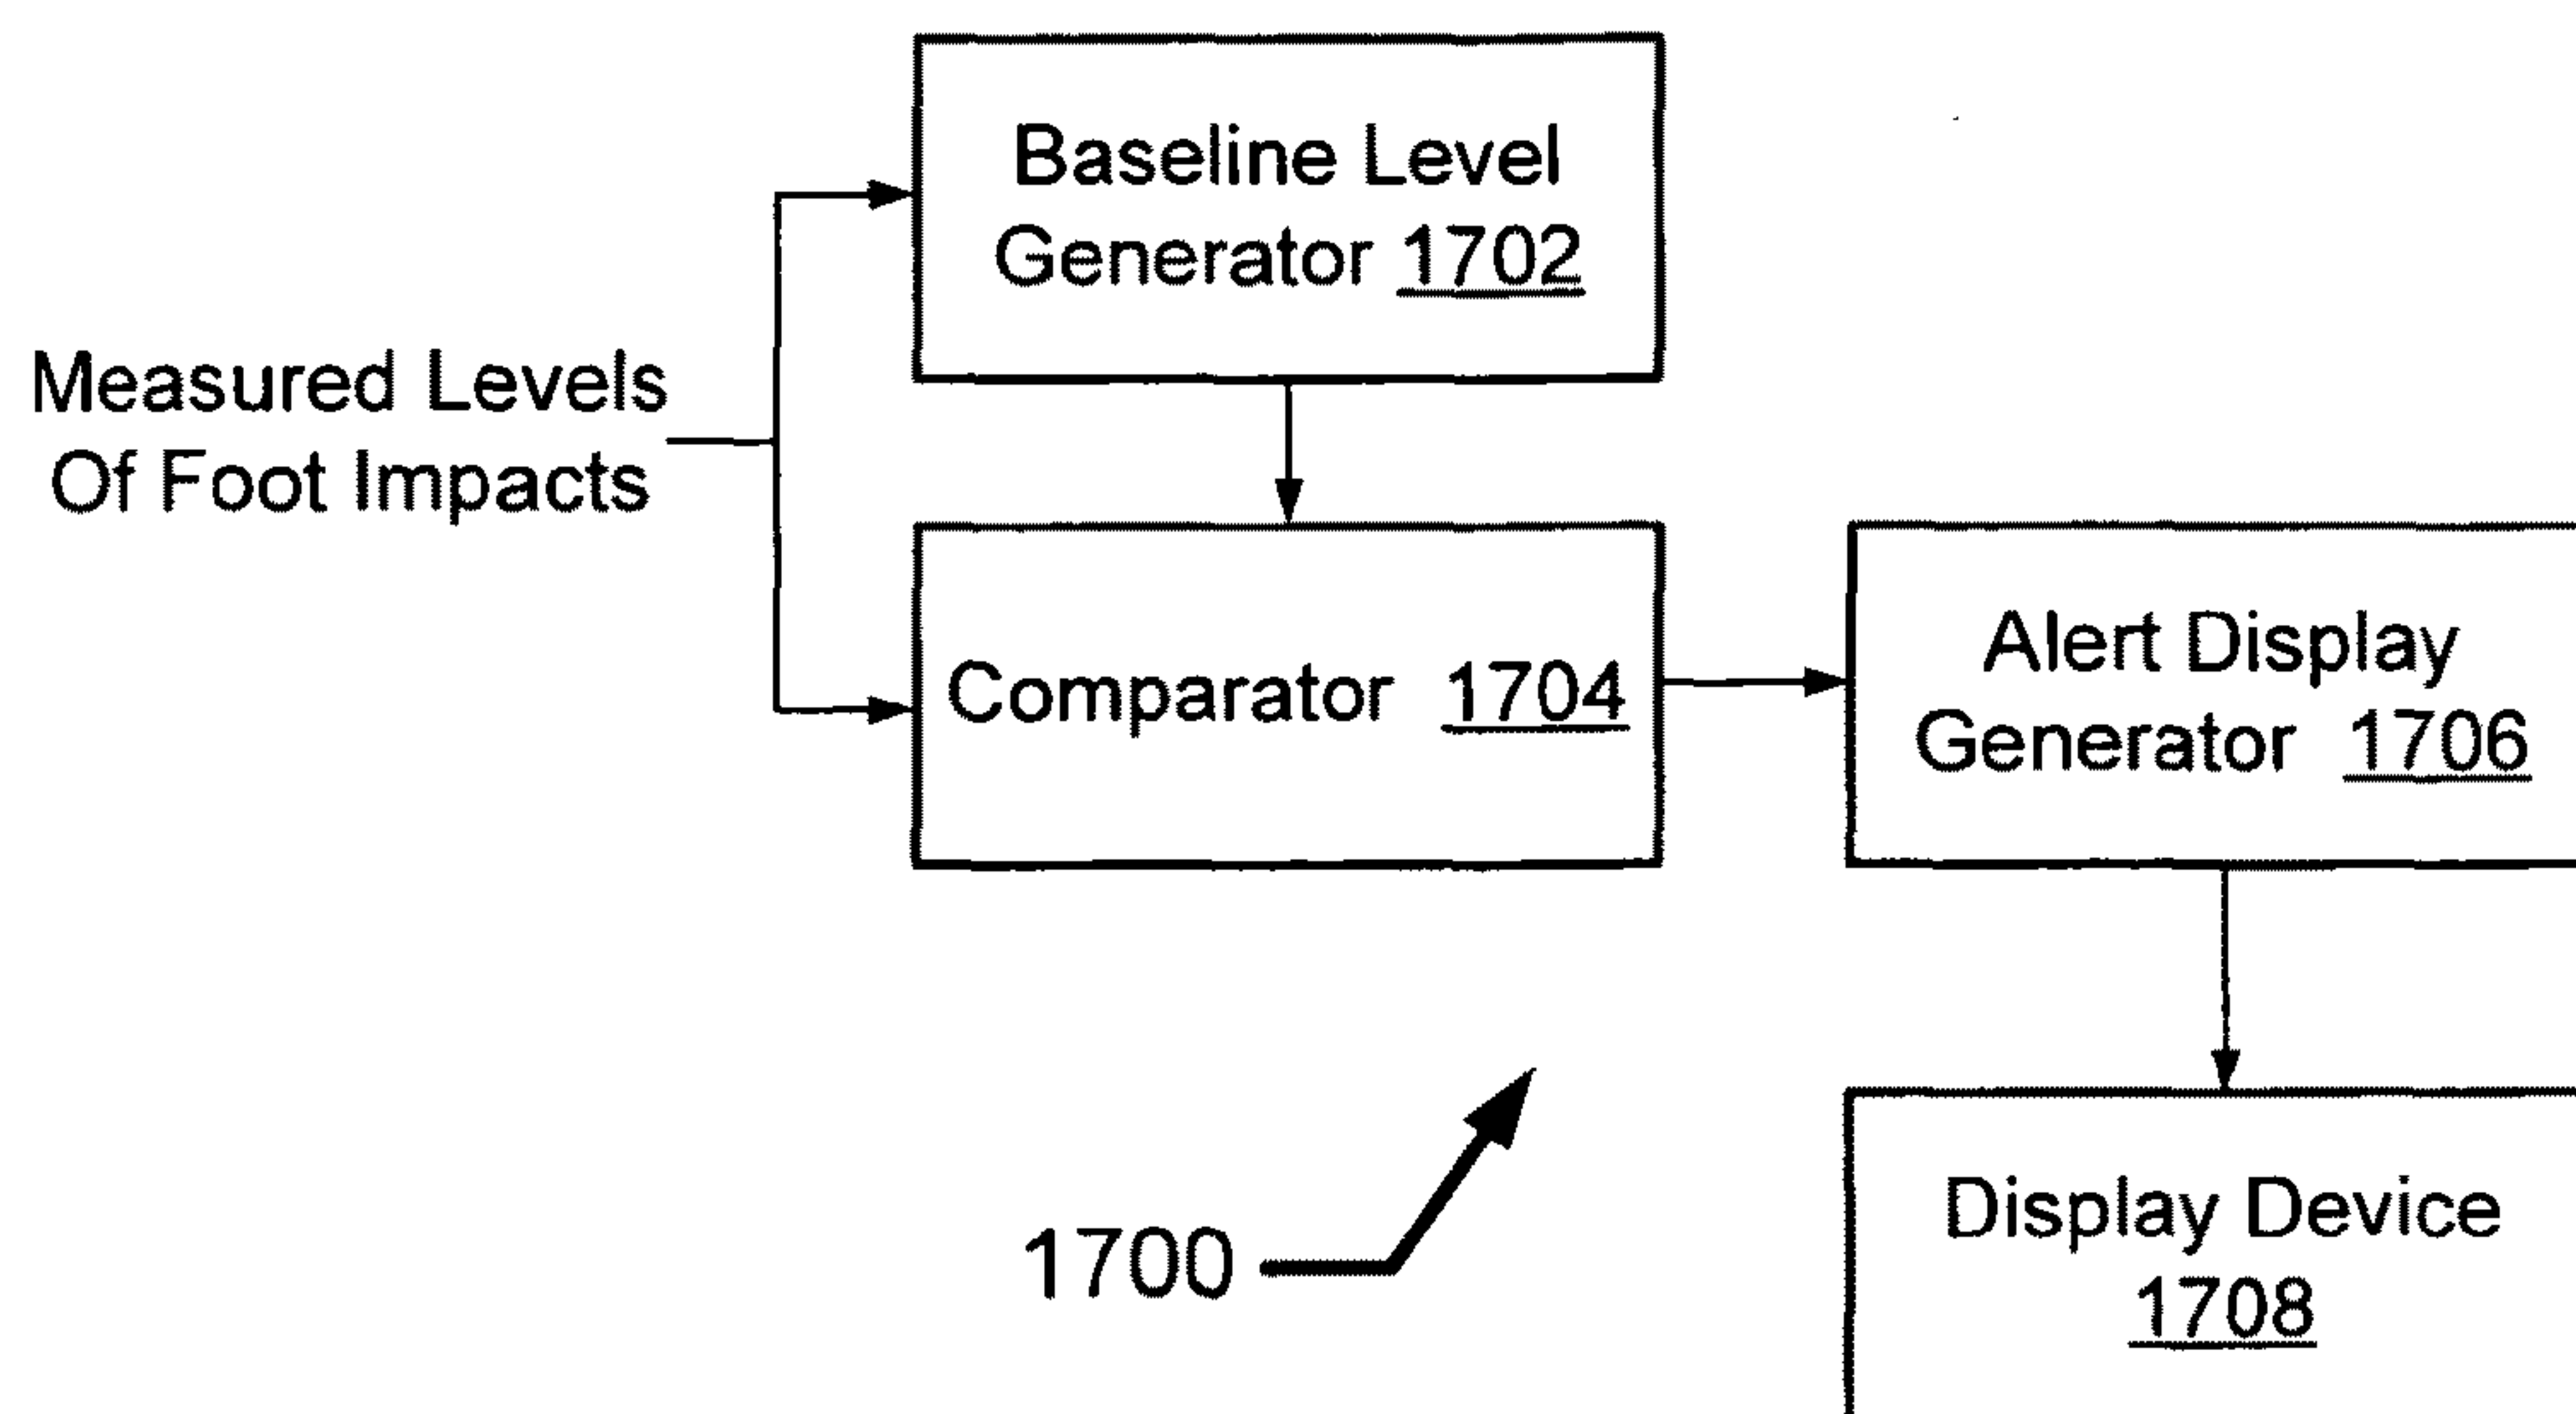 Baseline Level
Generator 1702
Measured Levels
Of Foot Impacts
Comparator 1704
Alert Display
Generator 1706
1700
Display Device
1708